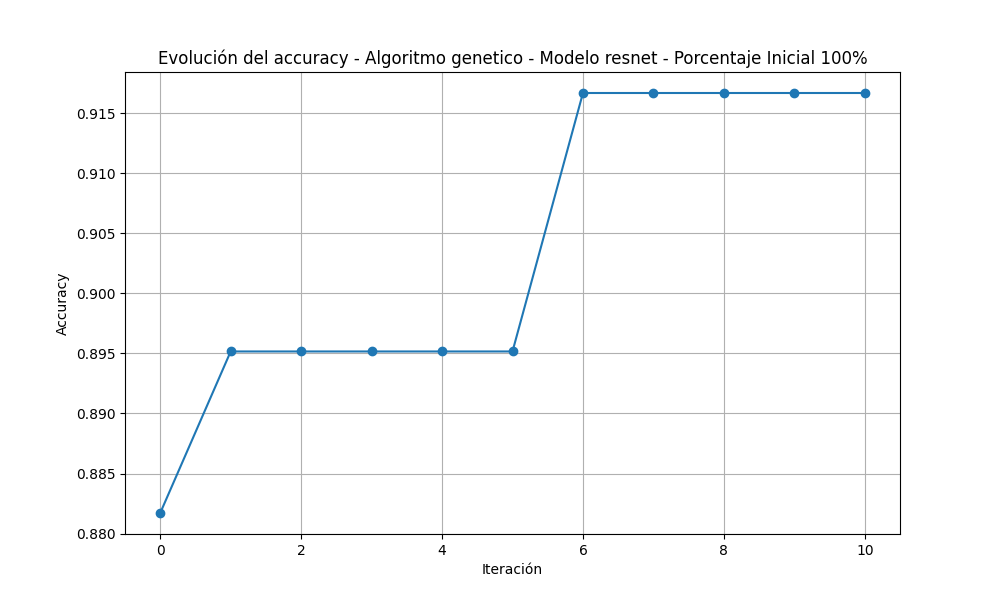 Evolución del accuracy - Algoritmo genetico - Modelo resnet - Porcentaje Inicial 100%
Accuracy
0.915
0.910
0.905
0.900
0.895
0.890
0.885
0.880
0 2 4 6 8 10
Iteración